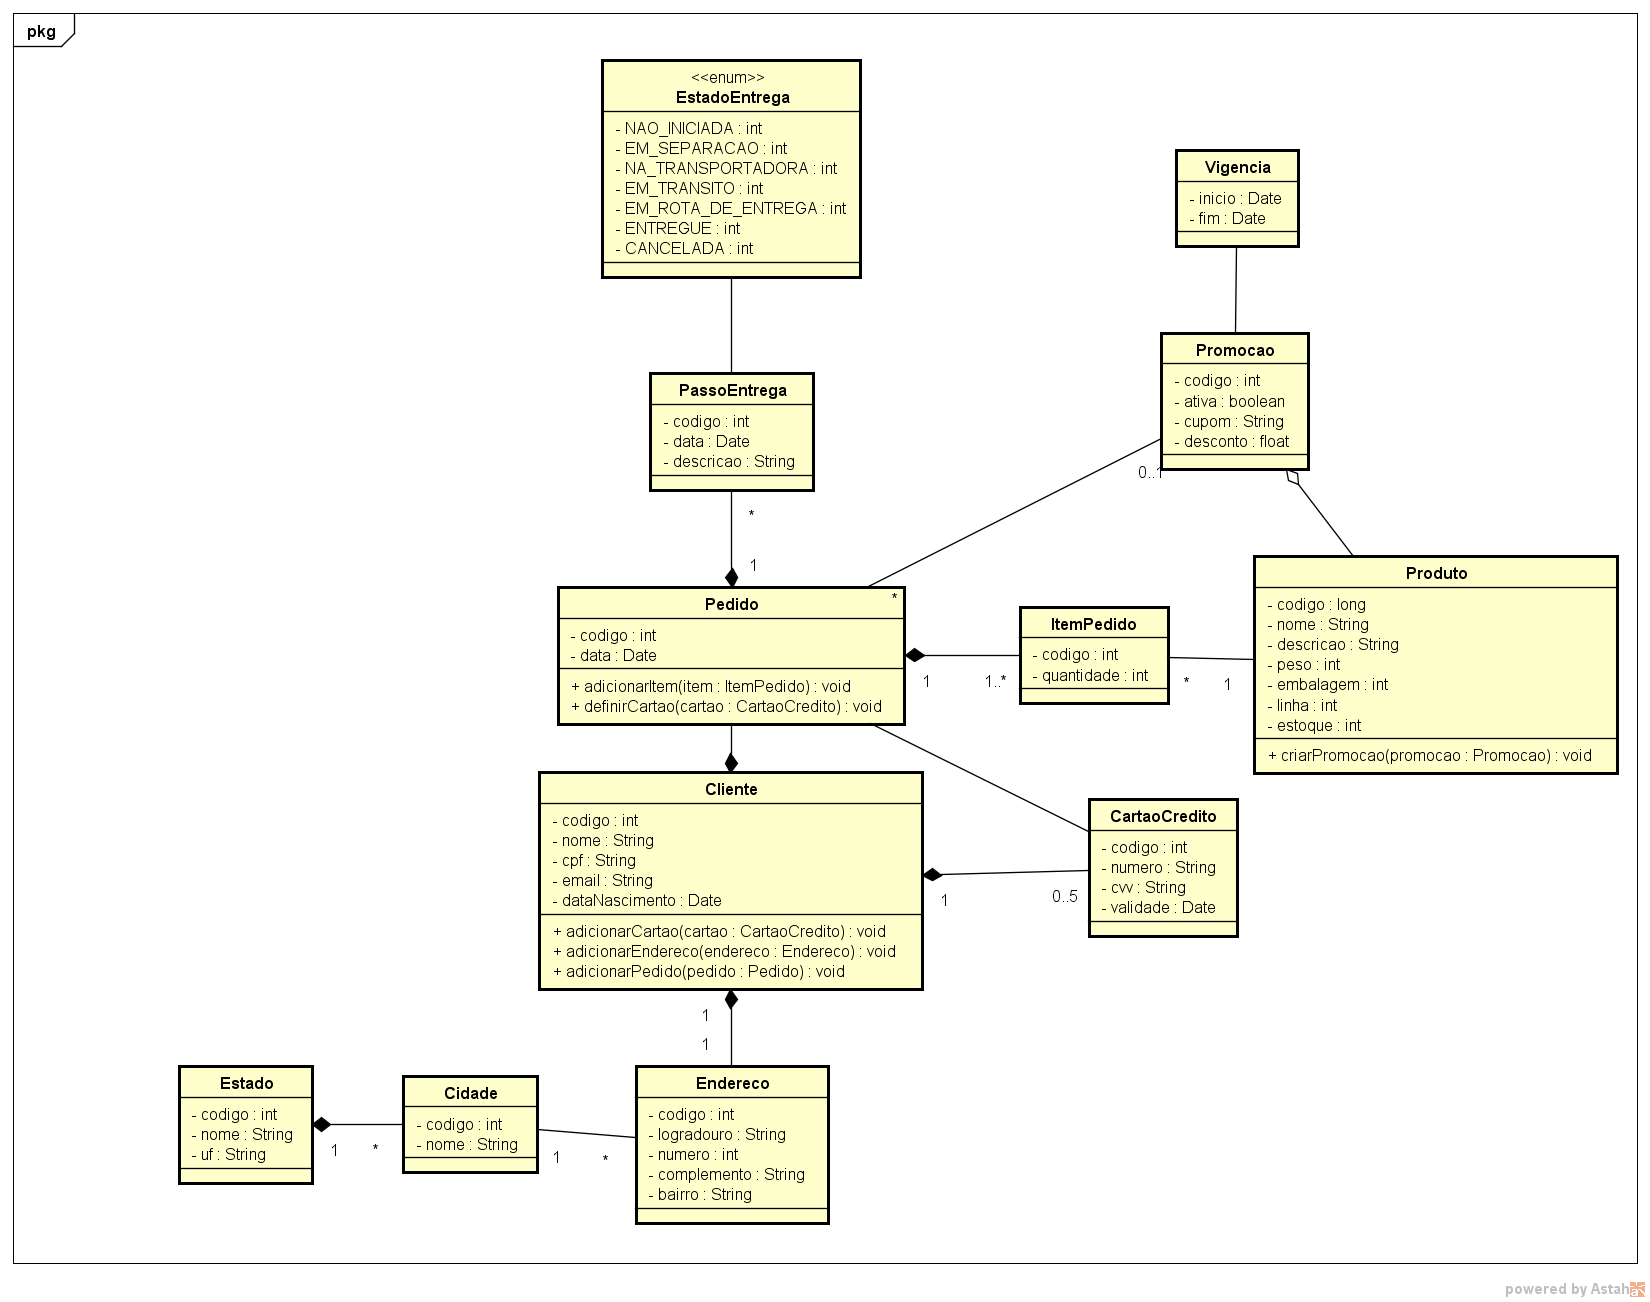 pkg
<<enum>>
EstadoEntrega
- NAO_INICIADA : int
- EM_SEPARACAO : int
- NA_TRANSPORTADORA : int
- EM_TRANSITO : int
- EM_ROTA_DE_ENTREGA : int
- ENTREGUE : int
- CANCELADA : int
Vigencia
- inicio : Date
- fim : Date
Promocao
- codigo : int
- ativa : boolean
- cupom : String
- desconto : float
0..1
PassoEntrega
- codigo : int
- data : Date
- descricao : String
*
1
Pedido
*
- codigo : int
- data : Date
+ adicionarItem(item : ItemPedido) : void
+ definirCartao(cartao : CartaoCredito) : void
1
1..*
ItemPedido
- codigo : int
- quantidade : int
*
1
Produto
- codigo : long
- nome : String
- descricao : String
- peso : int
- embalagem : int
- linha : int
- estoque : int
+ criarPromocao(promocao : Promocao) : void
Cliente
- codigo : int
- nome : String
- cpf : String
- email : String
- dataNascimento : Date
+ adicionarCartao(cartao : CartaoCredito) : void
+ adicionarEndereco(endereco : Endereco) : void
+ adicionarPedido(pedido : Pedido) : void
1
0..5
CartaoCredito
- codigo : int
- numero : String
- cvv : String
- validade : Date
1
1
Estado
- codigo : int
- nome : String
- uf : String
1
*
Cidade
- codigo : int
- nome : String
1
*
Endereco
- codigo : int
- logradouro : String
- numero : int
- complemento : String
- bairro : String
powered by Astah